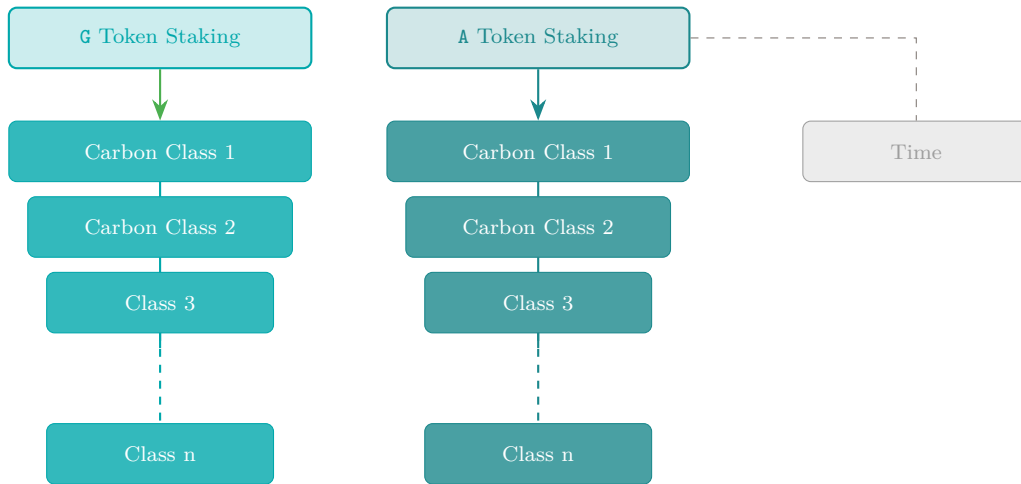 G Token Staking
A Token Staking
Carbon Class 1
Carbon Class 1
Time
Carbon Class 2
Carbon Class 2
Class 3
Class 3
Class n
Class n